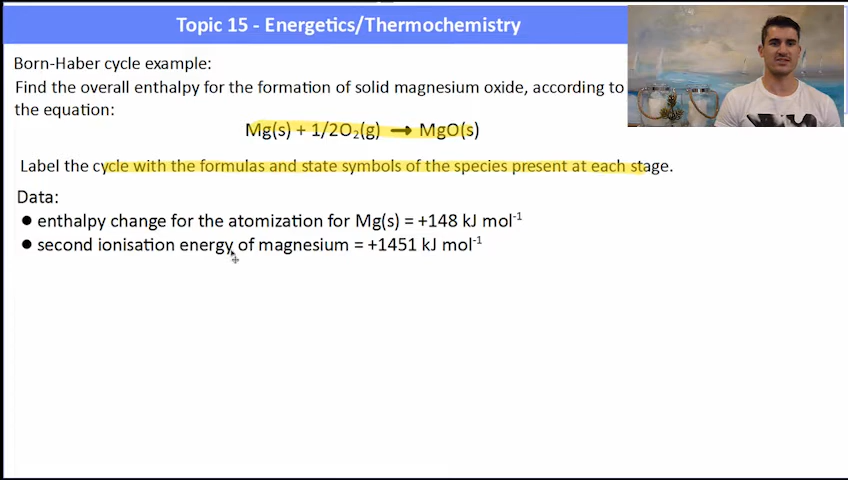 Topic 15 - Energetics/Thermochemistry
Born-Haber cycle example:
Find the overall enthalpy for the formation of solid magnesium oxide, according to
the equation:
Mg(s) + 1/2O₂(g) → MgO(s)
Label the cycle with the formulas and state symbols of the species present at each stage.
Data:
● enthalpy change for the atomization for Mg(s) = +148 kJ mol⁻¹
● second ionisation energy of magnesium = +1451 kJ mol⁻¹